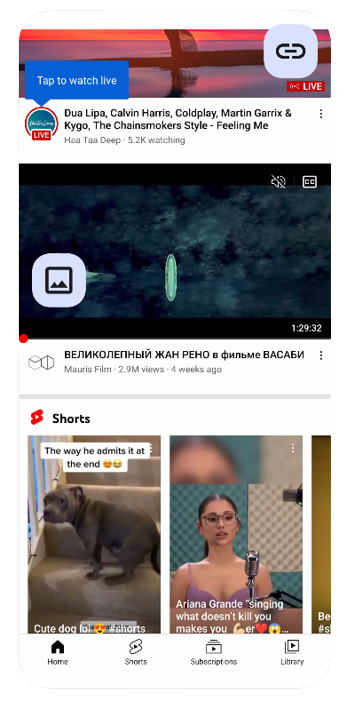 Tap to watch live
LIVE
LIVE
Dua Lipa, Calvin Harris, Coldplay, Martin Garrix &
Kygo, The Chainsmokers Style - Feeling Me
Haa Taa Deep · 5.2K watching
CC
1:29:32
ВЕЛИКОЛЕПНЫЙ ЖАН РЕНО в фильме ВАСАБИ
Mauris Film · 2.9M views · 4 weeks ago
Shorts
The way he admits it at
the end 😍😂
Cute dog lol😍 #shorts
Ariana Grande "singing
what doesn't kill you
makes you 💪er❤️😱...
Be
#sl
Home
Shorts
Subscriptions
Library